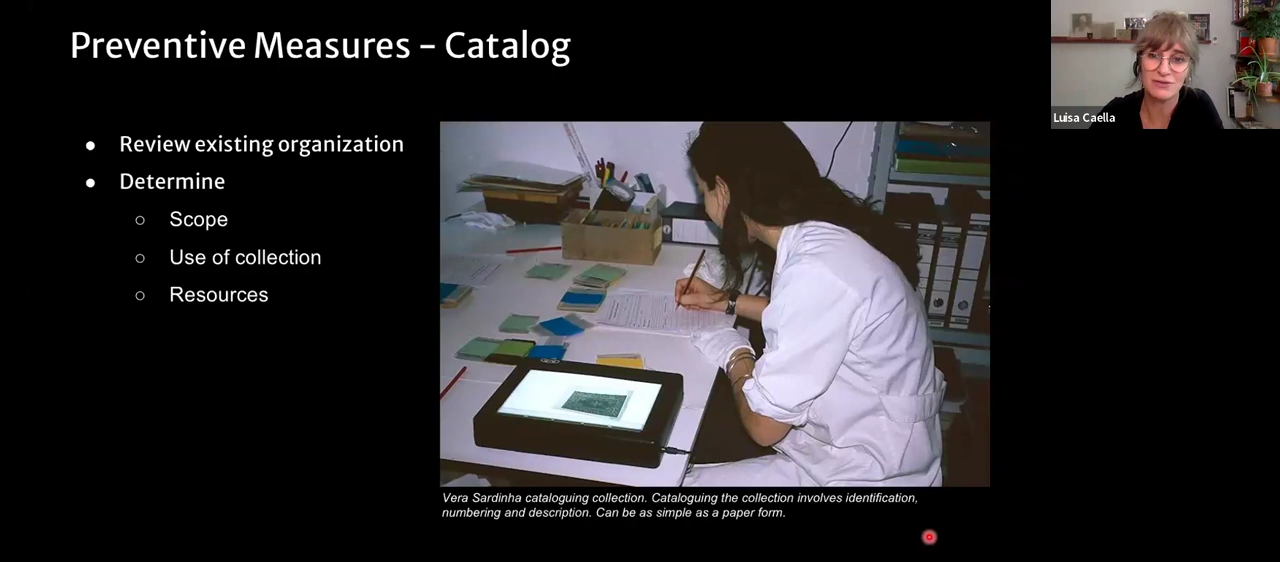 Preventive Measures – Catalog
Luisa Caella
● Review existing organization
● Determine
○ Scope
○ Use of collection
○ Resources
Vera Sardinha cataloguing collection. Cataloguing the collection involves identification,
numbering and description. Can be as simple as a paper form.